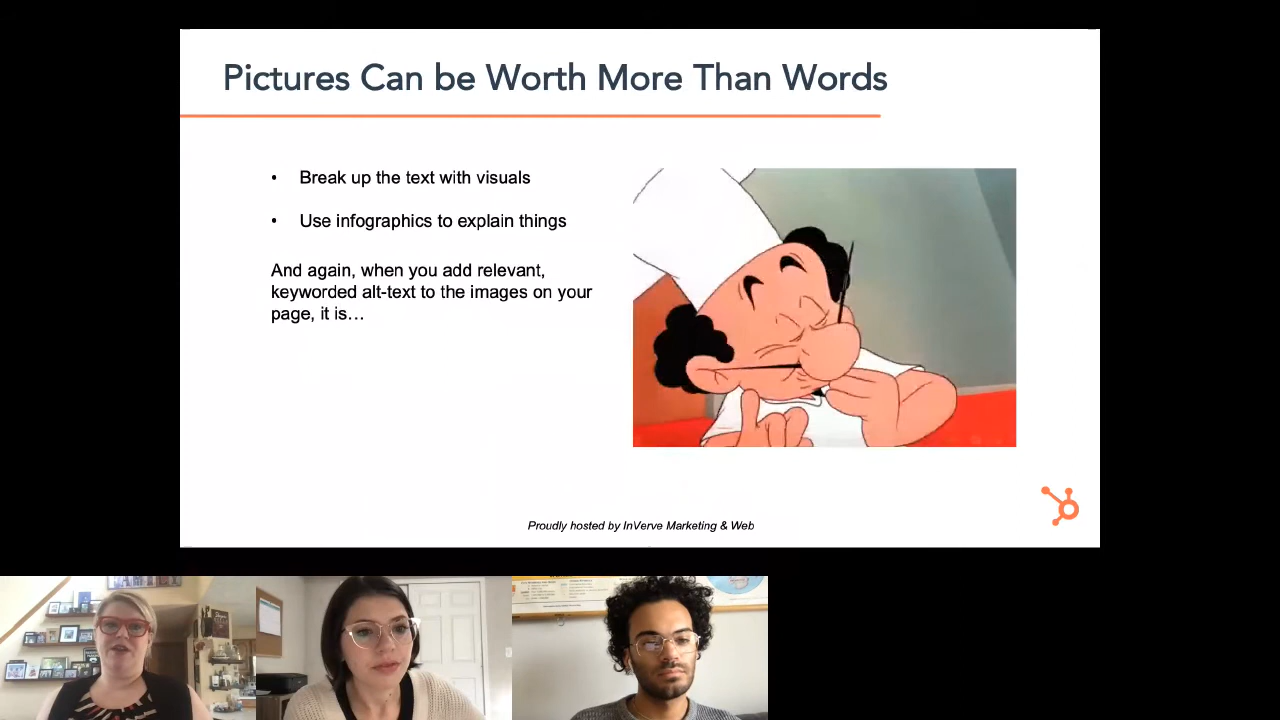 Pictures Can be Worth More Than Words
• Break up the text with visuals
• Use infographics to explain things
And again, when you add relevant,
keyworded alt-text to the images on your
page, it is…
Proudly hosted by InVerve Marketing & Web